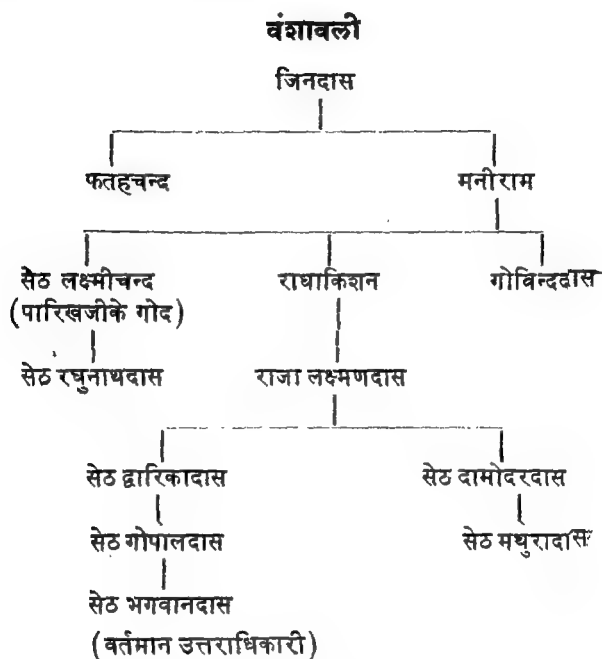 वंशावली
जिनदास
फतहचन्द मनीराम
सेठ लक्ष्मीचन्द राधाकिशन गोविन्ददास
(पारिखजीके गोद)
सेठ रघुनाथदास राजा लक्ष्मणदास
सेठ द्वारिकादास सेठ दामोदरदास
सेठ गोपालदास सेठ मथुरादास
सेठ भगवानदास
(वर्तमान उत्तराधिकारी)